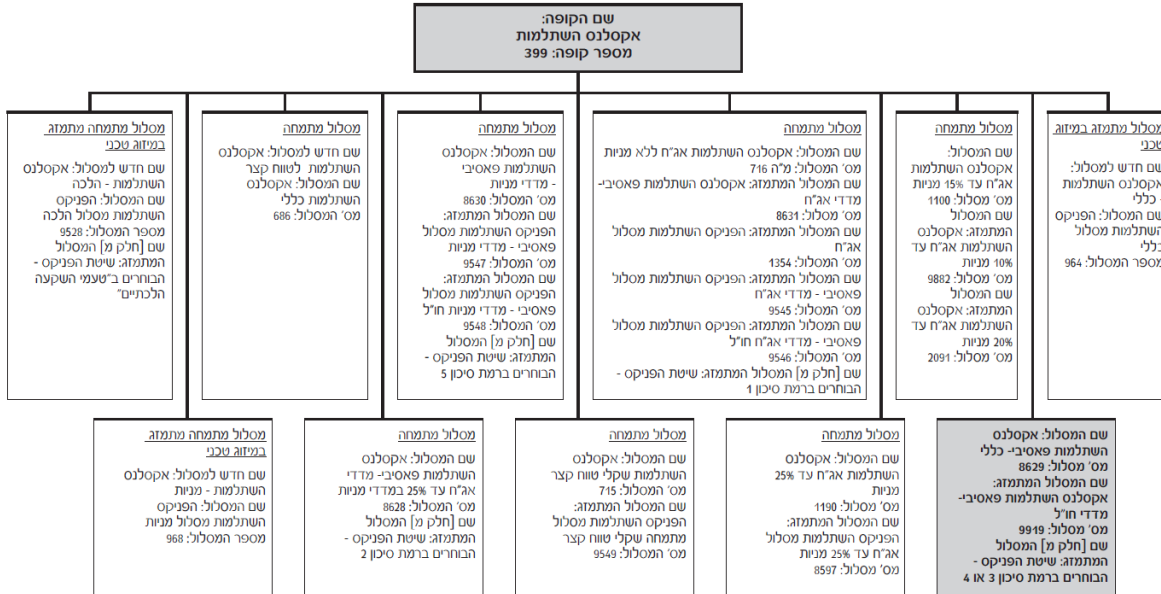 שם הקופה:
אקסלנס השתלמות
מספר קופה: 399
מסלול מתמזג במיזוג
טכני
שם חדש למסלול:
אקסלנס השתלמות
- כללי
שם המסלול: הפניקס
השתלמות מסלול
כללי
מספר המסלול: 964
מסלול מתמחה
שם המסלול:
אקסלנס השתלמות
אג״ח עד 15% מניות
מס׳ מסלול: 1100
שם המסלול
המתמזג: אקסלנס
השתלמות אג״ח עד
10% מניות
מס׳ מסלול: 9882
שם המסלול
המתמזג: אקסלנס
השתלמות אג״ח עד
20% מניות
מס׳ מסלול: 2091
מסלול מתמחה
שם המסלול: אקסלנס השתלמות אג״ח ללא מניות
מס׳ המסלול: מ״ה 716
שם המסלול המתמזג: אקסלנס השתלמות פאסיבי-
מדדי אג״ח
מס׳ מסלול: 8631
שם המסלול המתמזג: הפניקס השתלמות מסלול
אג״ח
מס׳ המסלול: 1354
שם המסלול המתמזג: הפניקס השתלמות מסלול
פאסיבי - מדדי אג״ח
מס׳ המסלול: 9545
שם המסלול המתמזג: הפניקס השתלמות מסלול
פאסיבי - מדדי אג״ח חו״ל
מס׳ המסלול: 9546
שם [חלק מ] המסלול המתמזג: שיטת הפניקס -
הבוחרים ברמת סיכון 1
מסלול מתמחה
שם המסלול: אקסלנס
השתלמות פאסיבי
- מדדי מניות
מס׳ המסלול: 8630
שם המסלול המתמזג:
הפניקס השתלמות מסלול
פאסיבי - מדדי מניות
מס׳ המסלול: 9547
שם המסלול המתמזג:
הפניקס השתלמות מסלול
פאסיבי - מדדי מניות חו״ל
מס׳ המסלול: 9548
שם [חלק מ] המסלול
המתמזג: שיטת הפניקס -
הבוחרים ברמת סיכון 5
מסלול מתמחה
שם חדש למסלול: אקסלנס
השתלמות לטווח קצר
שם המסלול: אקסלנס
השתלמות כללי
מס׳ המסלול: 686
מסלול מתמחה מתמזג
במיזוג טכני
שם חדש למסלול: אקסלנס
השתלמות - הלכה
שם המסלול: הפניקס
השתלמות מסלול הלכה
מספר המסלול: 9528
שם [חלק מ] המסלול
המתמזג: שיטת הפניקס -
הבוחרים ב״טעמי השקעה
הלכתיים״
שם המסלול: אקסלנס
השתלמות פאסיבי- כללי
מס׳ מסלול: 8629
שם המסלול המתמזג:
אקסלנס השתלמות פאסיבי-
מדדי חו״ל
מס׳ מסלול: 9919
שם [חלק מ] המסלול
המתמזג: שיטת הפניקס -
הבוחרים ברמת סיכון 3 או 4
מסלול מתמחה
שם המסלול: אקסלנס
השתלמות אג״ח עד 25%
מניות
מס׳ מסלול: 1190
שם המסלול המתמזג:
הפניקס השתלמות מסלול
אג״ח עד 25% מניות
מס׳ מסלול: 8597
מסלול מתמחה
שם המסלול: אקסלנס
השתלמות שקלי טווח קצר
מס׳ המסלול: 715
שם המסלול המתמזג:
הפניקס השתלמות מסלול
מתמחה שקלי טווח קצר
מס׳ המסלול: 9549
מסלול מתמחה
שם המסלול: אקסלנס
השתלמות פאסיבי- מדדי
אג״ח עד 25% במדדי מניות
מס׳ המסלול: 8628
שם [חלק מ] המסלול
המתמזג: שיטת הפניקס -
הבוחרים ברמת סיכון 2
מסלול מתמחה מתמזג
במיזוג טכני
שם חדש למסלול: אקסלנס
השתלמות - מניות
שם המסלול: הפניקס
השתלמות מסלול מניות
מספר המסלול: 968